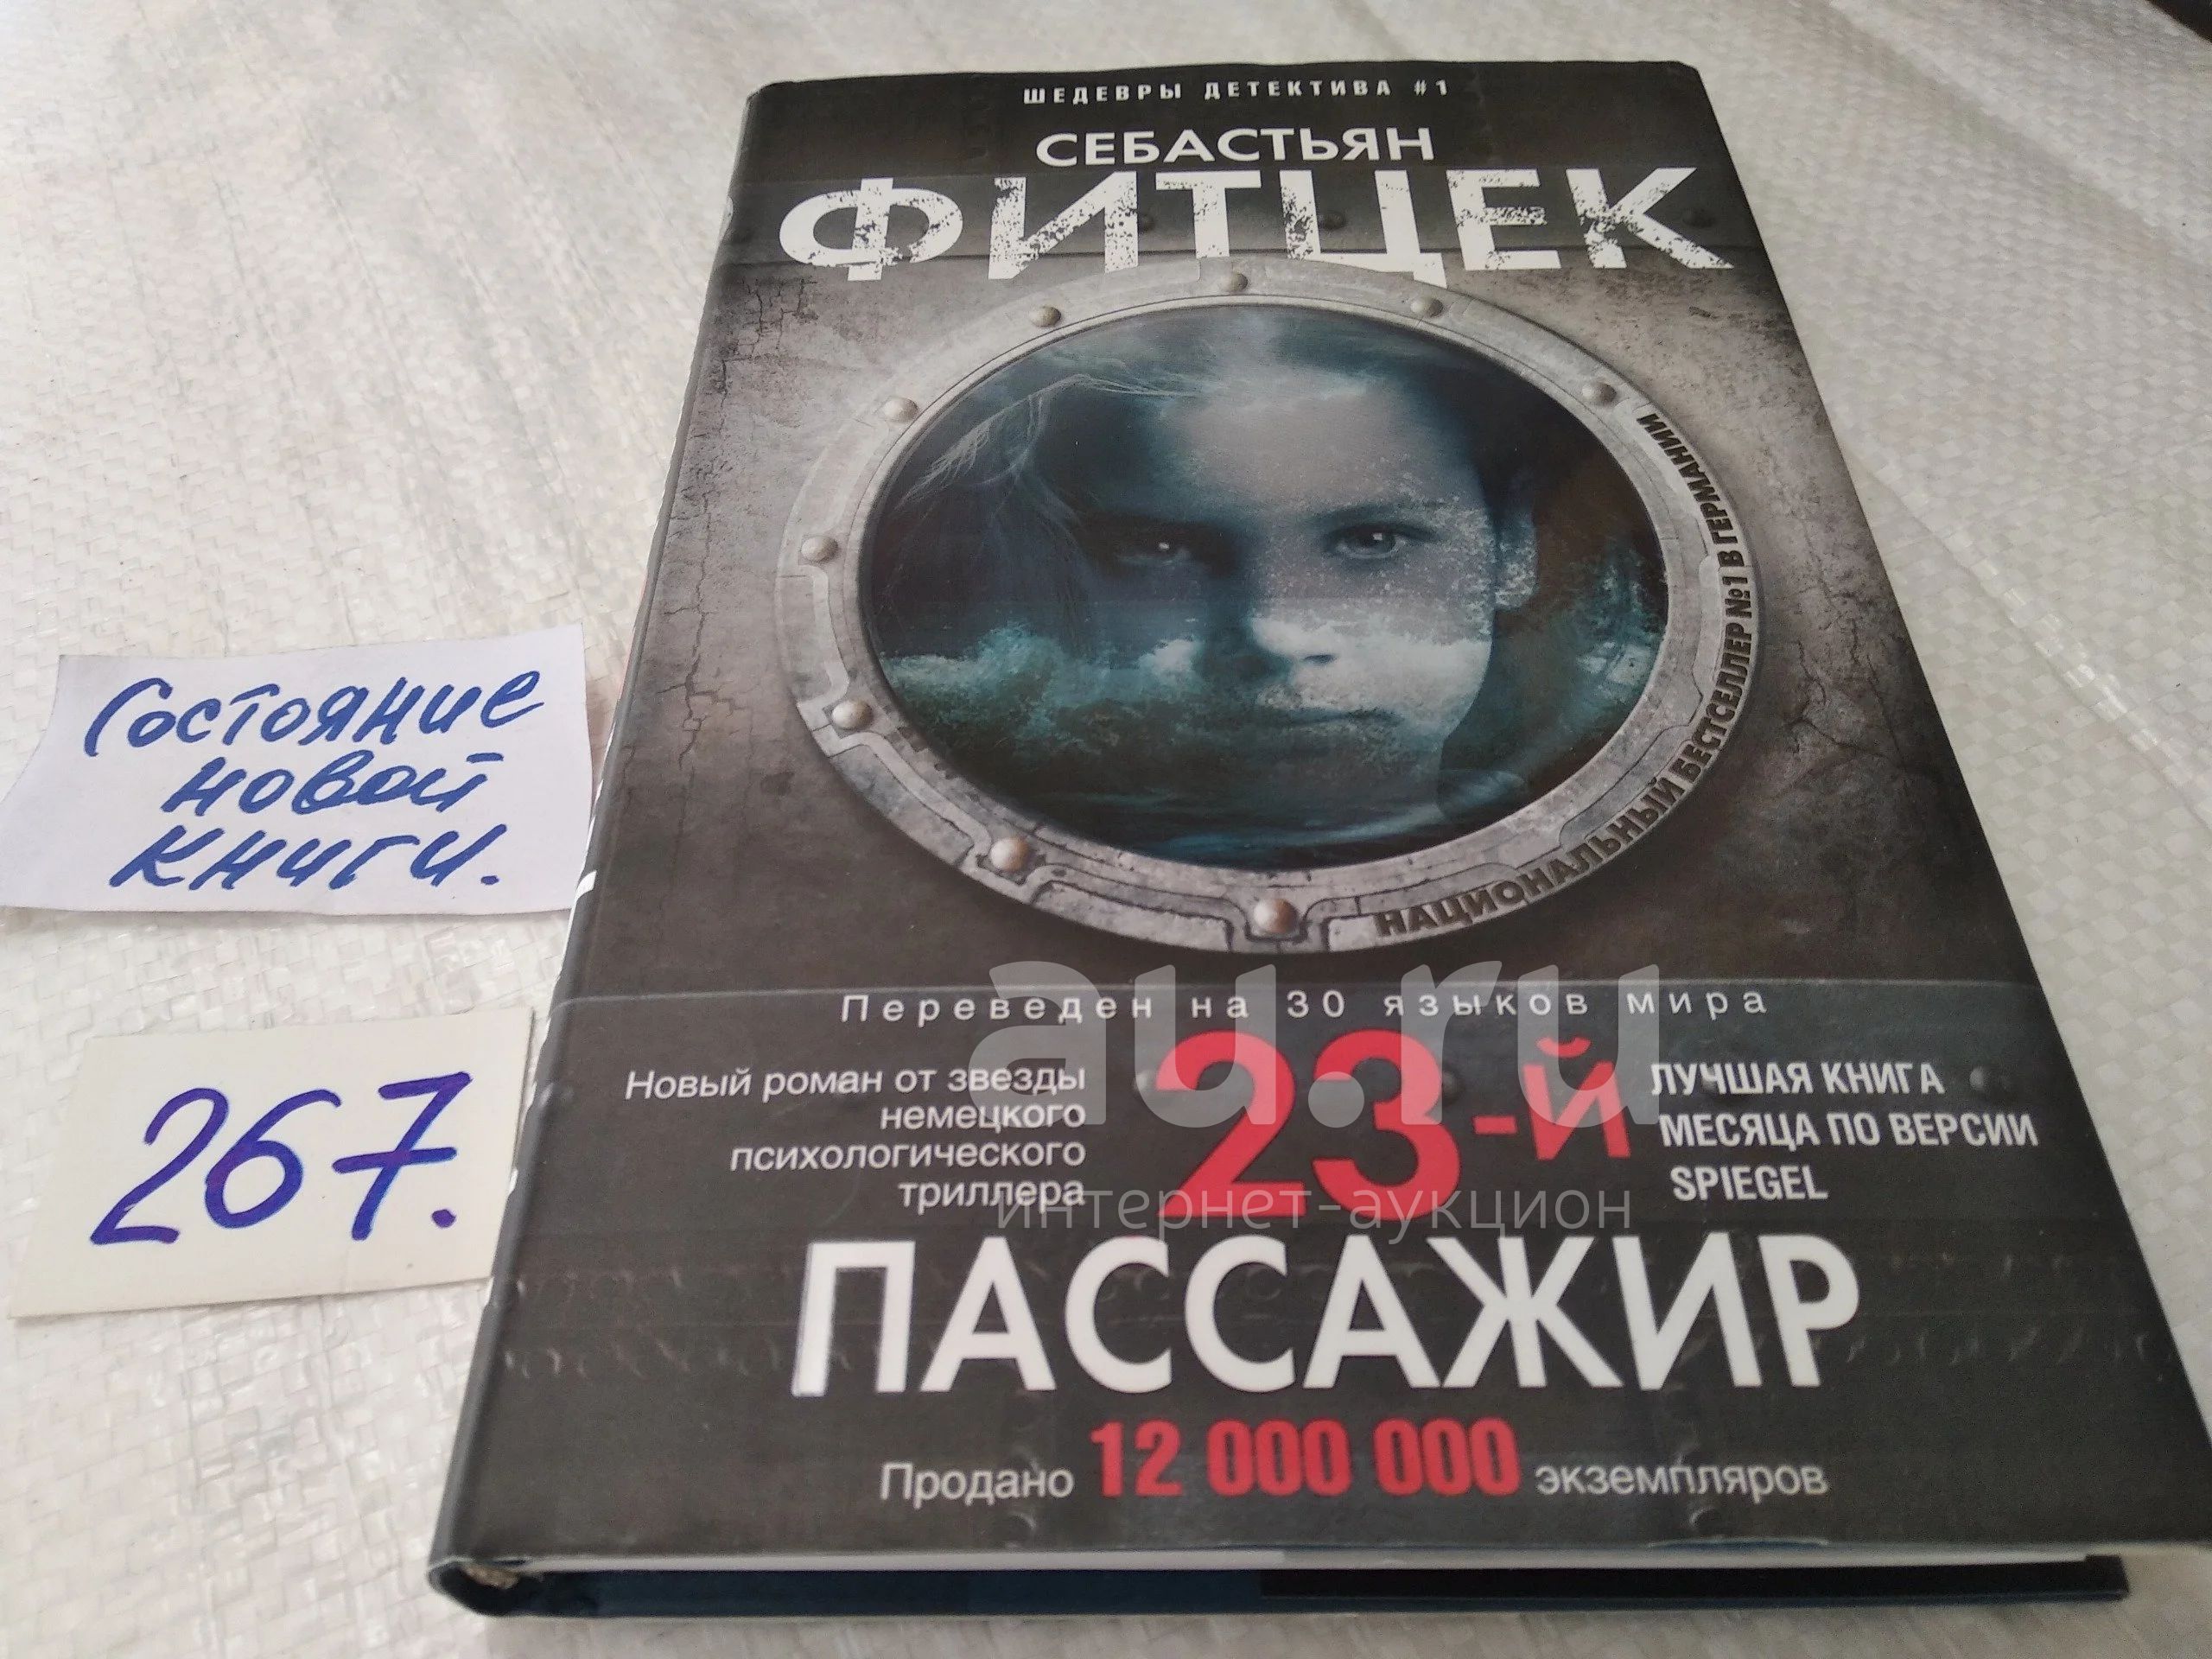 ШЕДЕВРЫ ДЕТЕКТИВА #1
СЕБАСТЬЯН
ФИТЦЕК
НАЦИОНАЛЬНЫЙ БЕСТСЕЛЛЕР №1 В ГЕРМАНИИ
Состояние
новой
книги.
267.
Переведен на 30 языков мира
Новый роман от звезды
немецкого
психологического
триллера
23-й
ЛУЧШАЯ КНИГА
МЕСЯЦА ПО ВЕРСИИ
SPIEGEL
ПАССАЖИР
Продано 12 000 000 экземпляров
au.ru
интернет-аукцион